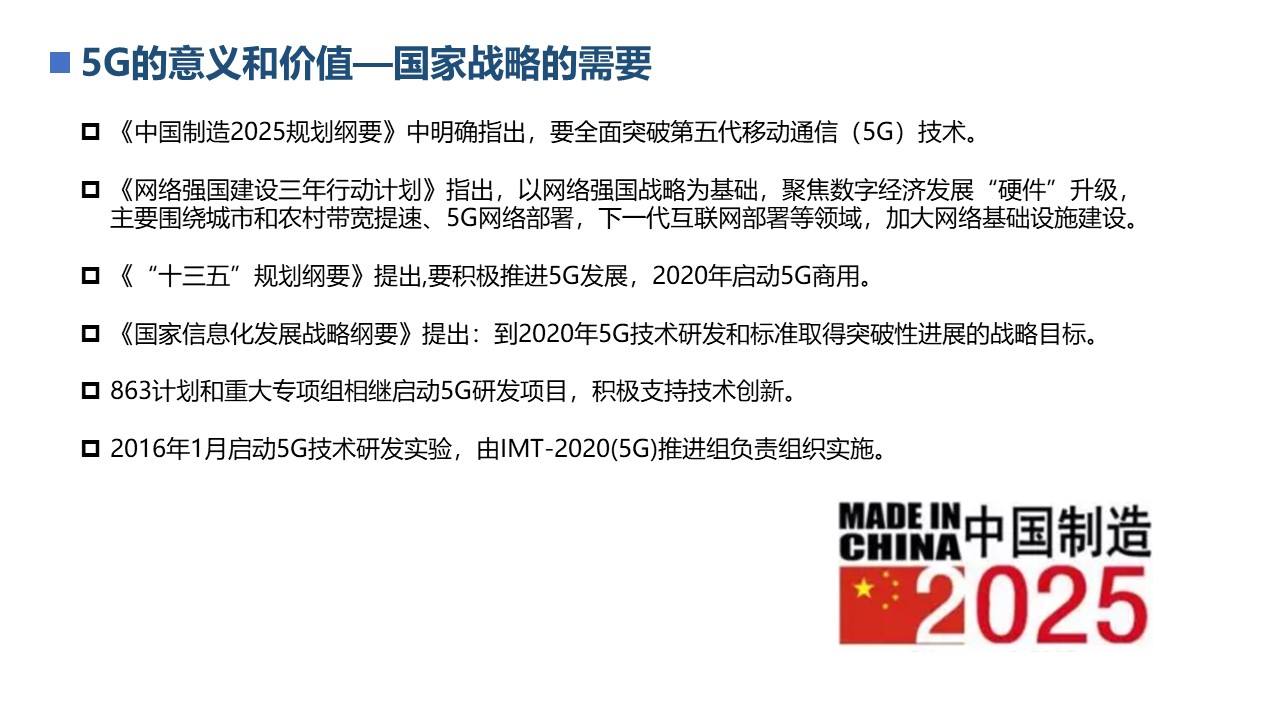 5G的意义和价值—国家战略的需要
《中国制造2025规划纲要》中明确指出，要全面突破第五代移动通信（5G）技术。
《网络强国建设三年行动计划》指出，以网络强国战略为基础，聚焦数字经济发展“硬件”升级，
主要围绕城市和农村带宽提速、5G网络部署，下一代互联网部署等领域，加大网络基础设施建设。
《“十三五”规划纲要》提出,要积极推进5G发展，2020年启动5G商用。
《国家信息化发展战略纲要》提出：到2020年5G技术研发和标准取得突破性进展的战略目标。
863计划和重大专项组相继启动5G研发项目，积极支持技术创新。
2016年1月启动5G技术研发实验，由IMT-2020(5G)推进组负责组织实施。
MADE IN
CHINA
中国制造
2025